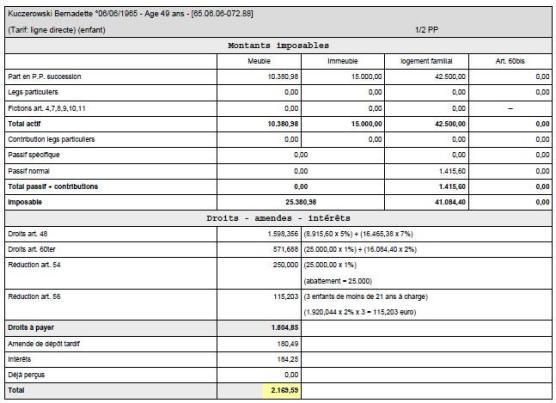 Kuczerowski Bernadette °06/06/1965 - Age 49 ans - [65.06.06-072.88]
(Tarif: ligne directe) (enfant) 1/2 PP
Montants imposables
Meuble Immeuble logement familial Art. 60bis
Part en P.P. succession 10.380,98 15.000,00 42.500,00 0,00
Legs particuliers 0,00 0,00 0,00 0,00
Fictions art. 4,7,8,9,10,11 0,00 0,00 0,00 --
Total actif 10.380,98 15.000,00 42.500,00 0,00
Contribution legs particuliers 0,00 0,00 0,00 0,00
Passif spécifique 0,00 0,00 0,00
Passif normal 0,00 1.415,60 0,00
Total passif + contributions 0,00 1.415,60 0,00
Imposable 25.380,98 41.084,40 0,00
Droits - amendes - intérêts
Droits art. 48 1.598,356 (8.915,60 x 5%) + (16.465,38 x 7%)
Droits art. 60ter 571,688 (25.000,00 x 1%) + (16.084,40 x 2%)
Réduction art. 54 250,000 (25.000,00 x 1%)
(abattement = 25.000)
Réduction art. 56 115,203 (3 enfants de moins de 21 ans à charge)
(1.920,044 x 2% x 3 = 115,203 euro)
Droits à payer 1.804,85
Amende de dépôt tardif 180,49
Intérêts 184,25
Déjà perçus 0,00
Total 2.169,59